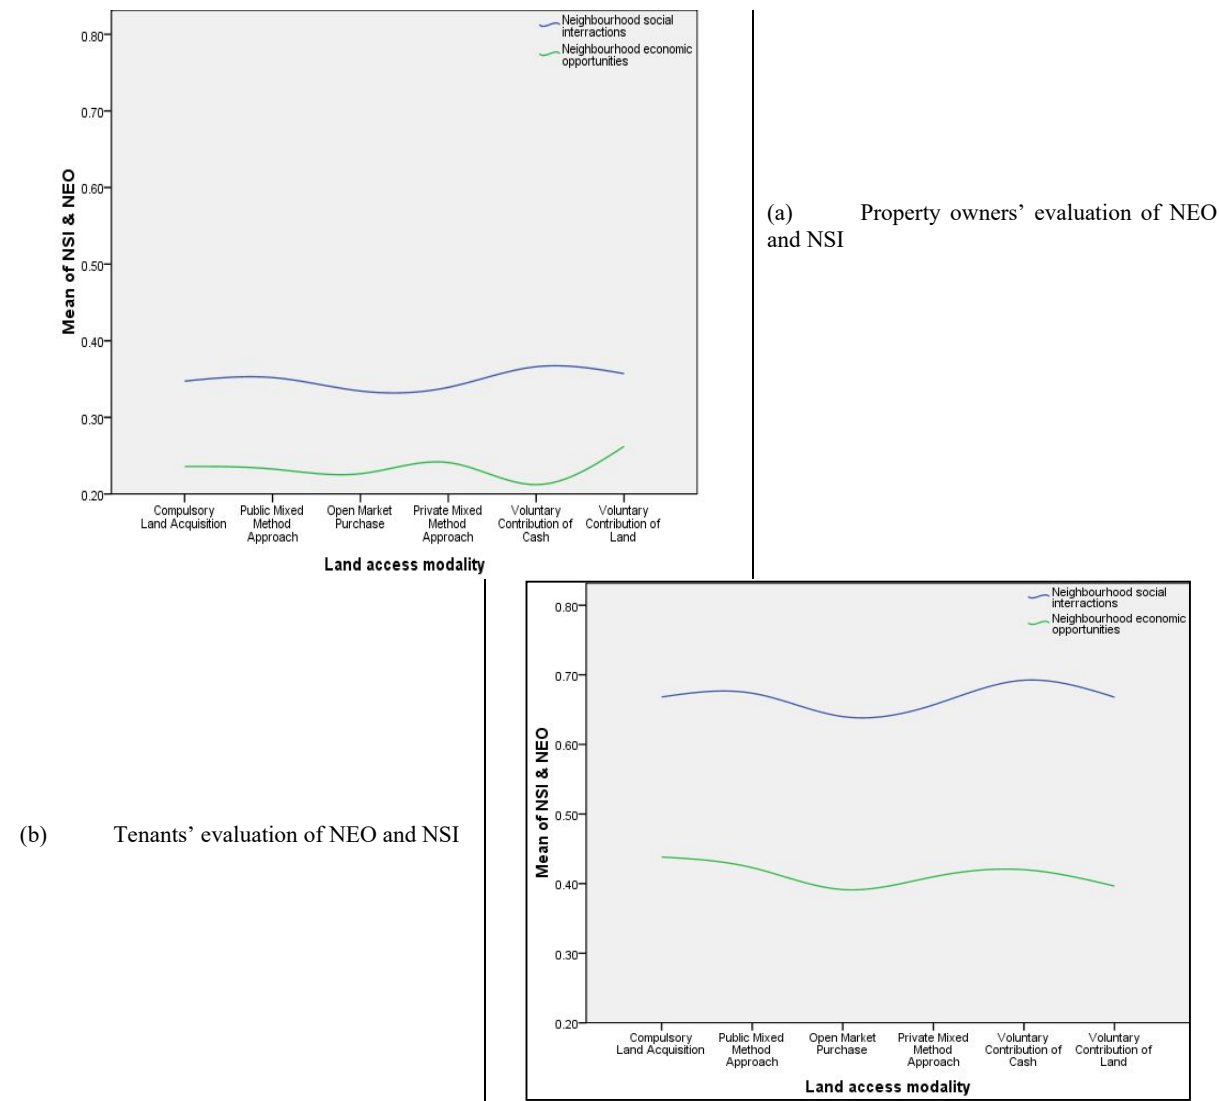 Neighbourhood social
interractions
Neighbourhood economic
opportunities
0.80
0.70
0.60
0.50
0.40
0.30
0.20
Mean of NSI & NEO
Compulsory
Land Acquisition
Public Mixed
Method
Approach
Open Market
Purchase
Private Mixed
Method
Approach
Voluntary
Contribution of
Cash
Voluntary
Contribution of
Land
Land access modality
(a) Property owners’ evaluation of NEO
and NSI
(b) Tenants’ evaluation of NEO and NSI
Neighbourhood social
interractions
Neighbourhood economic
opportunities
0.80
0.70
0.60
0.50
0.40
0.30
0.20
Mean of NSI & NEO
Compulsory
Land Acquisition
Public Mixed
Method
Approach
Open Market
Purchase
Private Mixed
Method
Approach
Voluntary
Contribution of
Cash
Voluntary
Contribution of
Land
Land access modality